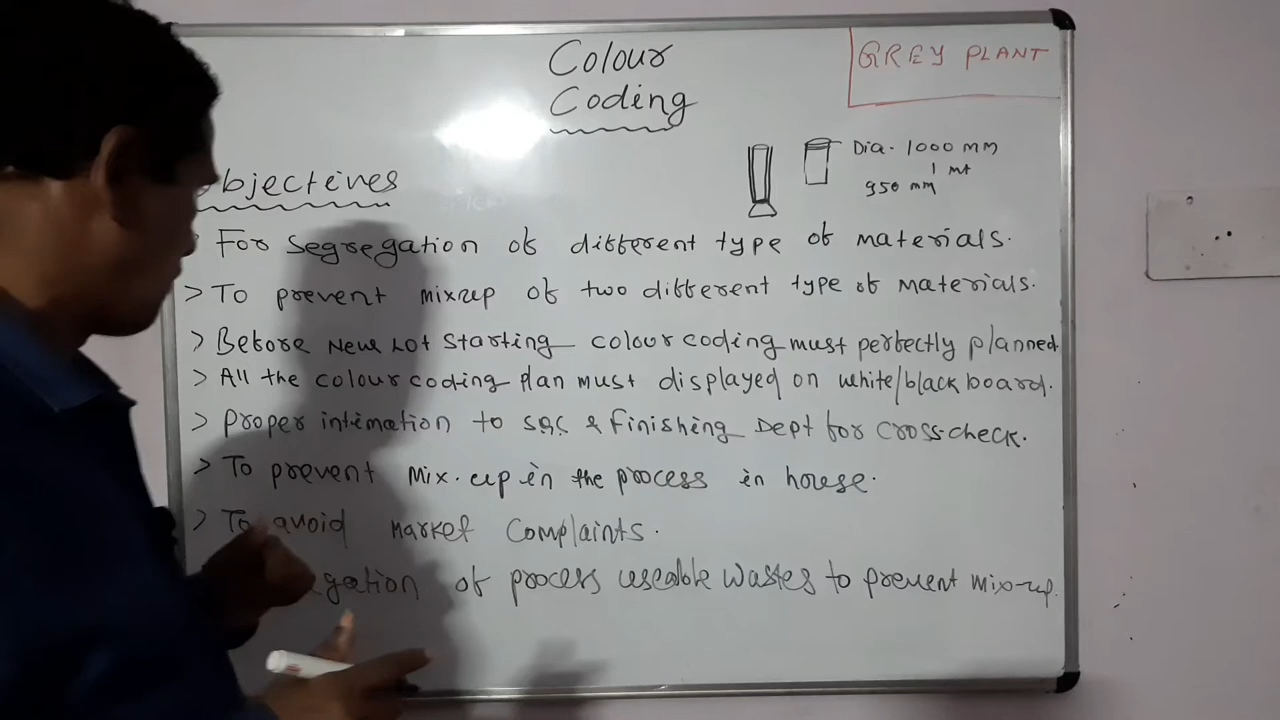 Colour
Coding
GREY PLANT
Dia. 1000 mm
1 mt
950 mm
bjectives
For segregation of different type of materials.
> To prevent mixup of two different type of materials.
> Before New Lot starting colour coding must perfectly planned
> All the colour coding plan must displayed on white/black board.
> Proper intimation to SQC & Finishing Dept for cross-check.
> To prevent Mix.up in the process in house.
> To avoid Market Complaints.
gation of process useable Wastes to prevent mix-up.